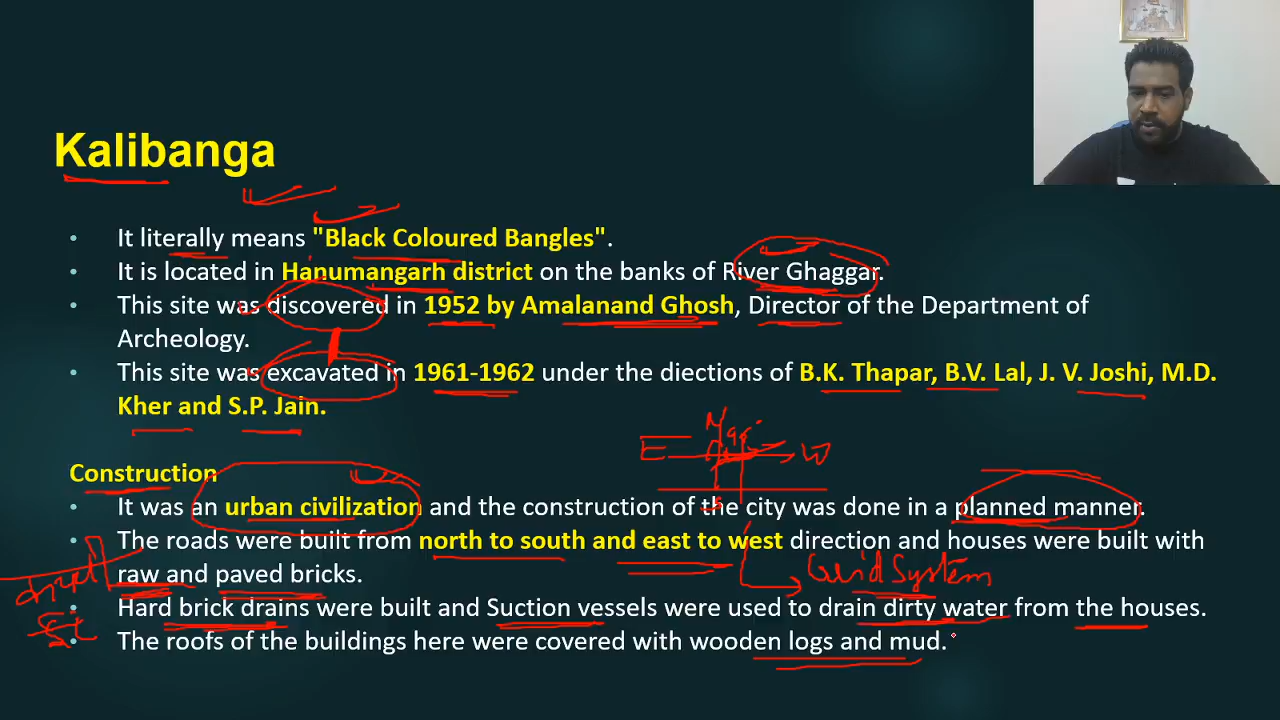 Kalibanga
• It literally means "Black Coloured Bangles".
• It is located in Hanumangarh district on the banks of River Ghaggar.
• This site was discovered in 1952 by Amalanand Ghosh, Director of the Department of
Archeology.
• This site was excavated in 1961-1962 under the diections of B.K. Thapar, B.V. Lal, J. V. Joshi, M.D.
Kher and S.P. Jain.
E N W
Construction
S
• It was an urban civilization and the construction of the city was done in a planned manner.
• The roads were built from north to south and east to west direction and houses were built with
raw and paved bricks.
Grid System
• Hard brick drains were built and Suction vessels were used to drain dirty water from the houses.
• The roofs of the buildings here were covered with wooden logs and mud.